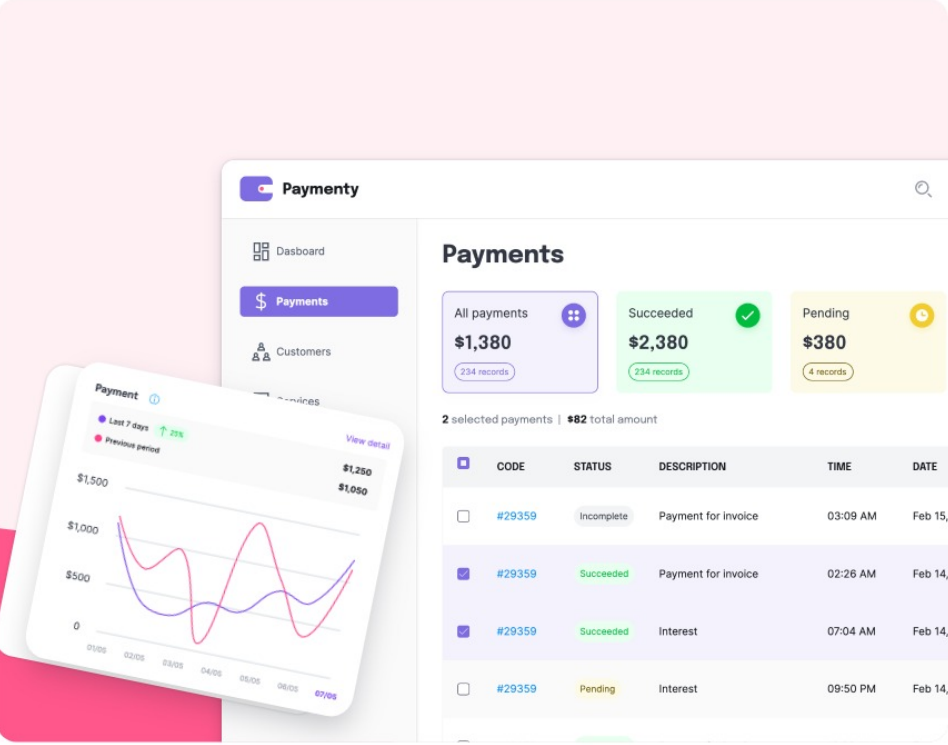 Paymenty
Dasboard
Payments
Customers
Services
Payments
All payments
$1,380
234 records
Succeeded
$2,380
234 records
Pending
$380
4 records
2 selected payments | $82 total amount
CODE STATUS DESCRIPTION TIME DATE
#29359 Incomplete Payment for invoice 03:09 AM Feb 15,
#29359 Succeeded Payment for invoice 02:26 AM Feb 14,
#29359 Succeeded Interest 07:04 AM Feb 14,
#29359 Pending Interest 09:50 PM Feb 14,
Payment
View detail
Last 7 days 25% $1,250
Previous period $1,050
$1,500
$1,000
$500
0
01/05 02/05 03/05 04/05 05/05 06/05 07/05